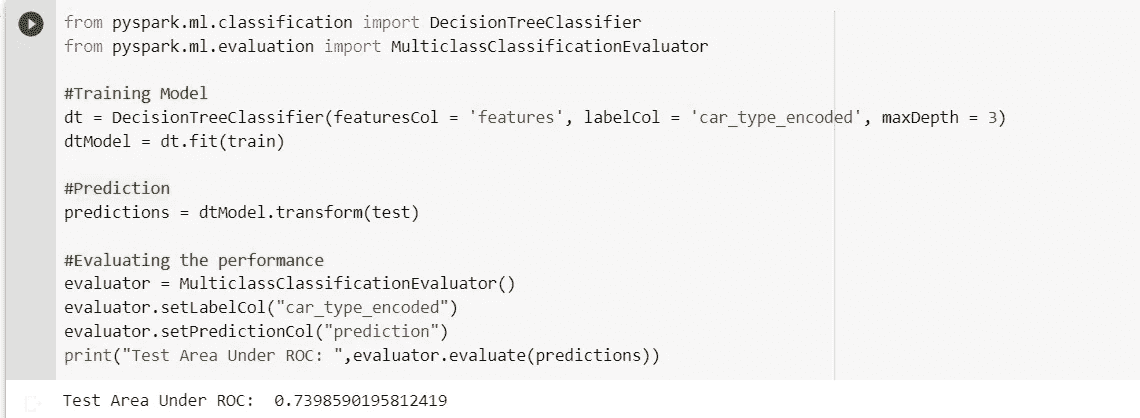 from pyspark.ml.classification import DecisionTreeClassifier
from pyspark.ml.evaluation import MulticlassClassificationEvaluator
#Training Model
dt = DecisionTreeClassifier(featuresCol = 'features', labelCol = 'car_type_encoded', maxDepth = 3)
dtModel = dt.fit(train)
#Prediction
predictions = dtModel.transform(test)
#Evaluating the performance
evaluator = MulticlassClassificationEvaluator()
evaluator.setLabelCol("car_type_encoded")
evaluator.setPredictionCol("prediction")
print("Test Area Under ROC: ",evaluator.evaluate(predictions))
Test Area Under ROC:  0.7398590195812419